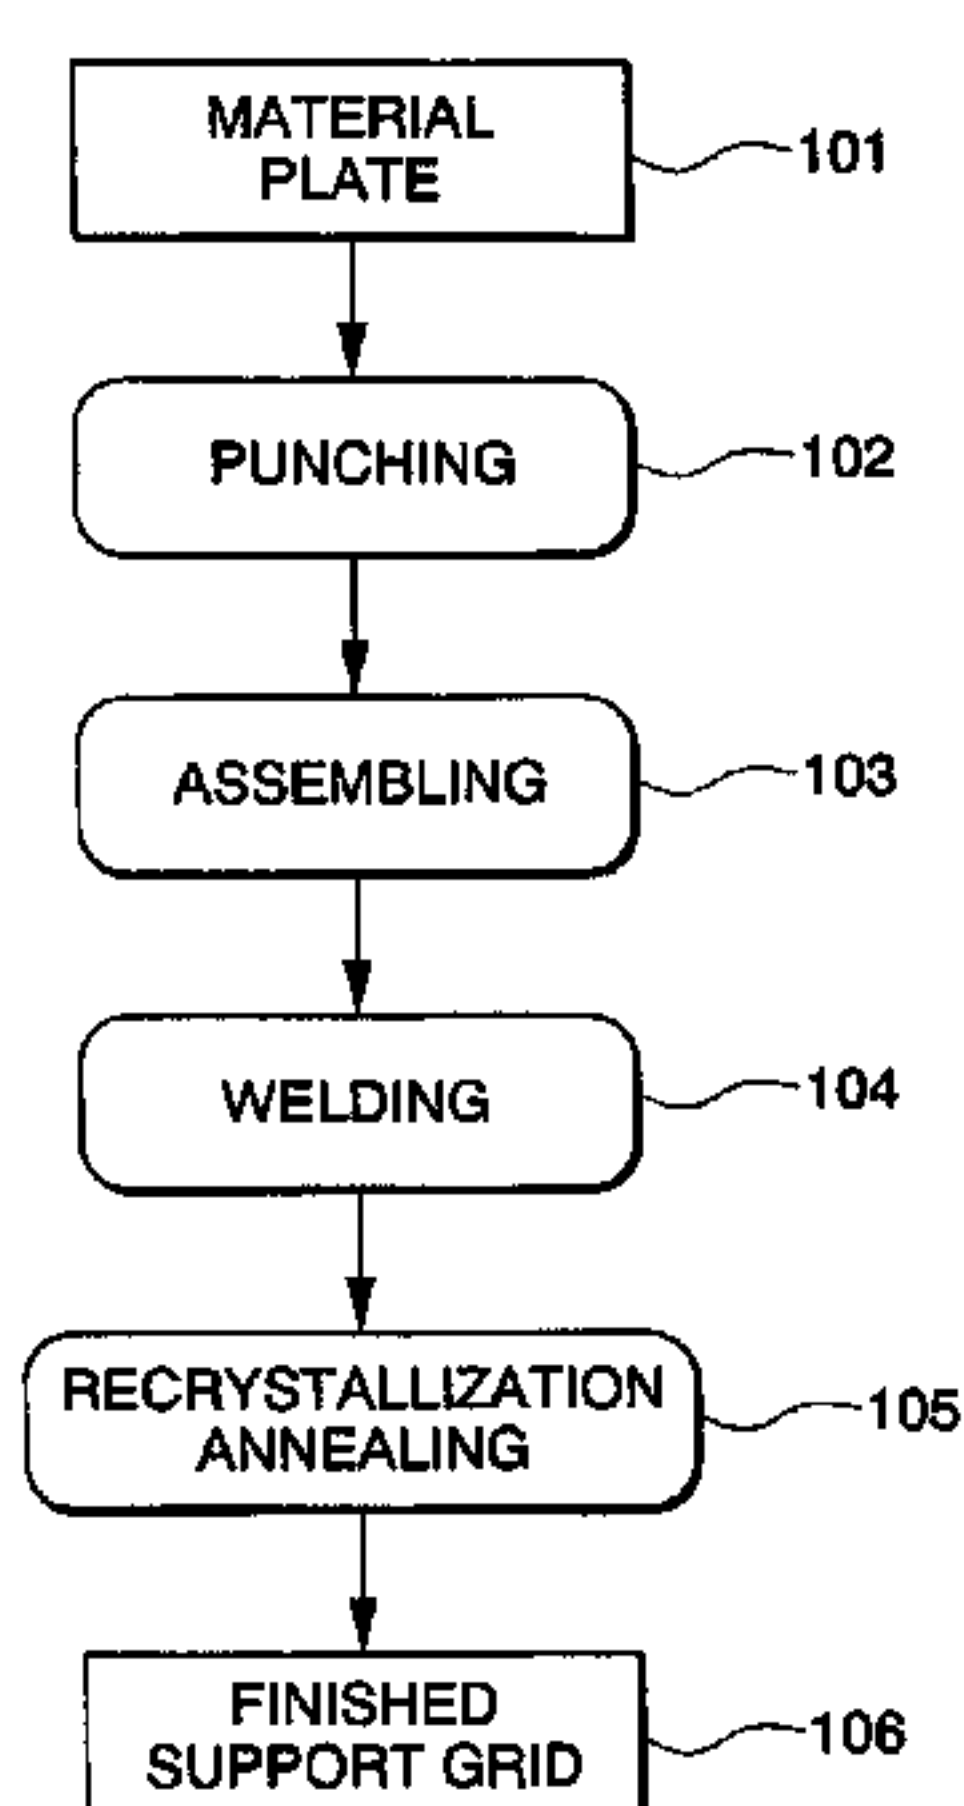 MATERIAL
PLATE
101
PUNCHING
102
ASSEMBLING
103
WELDING
104
RECRYSTALLIZATION
ANNEALING
105
FINISHED
SUPPORT GRID
106